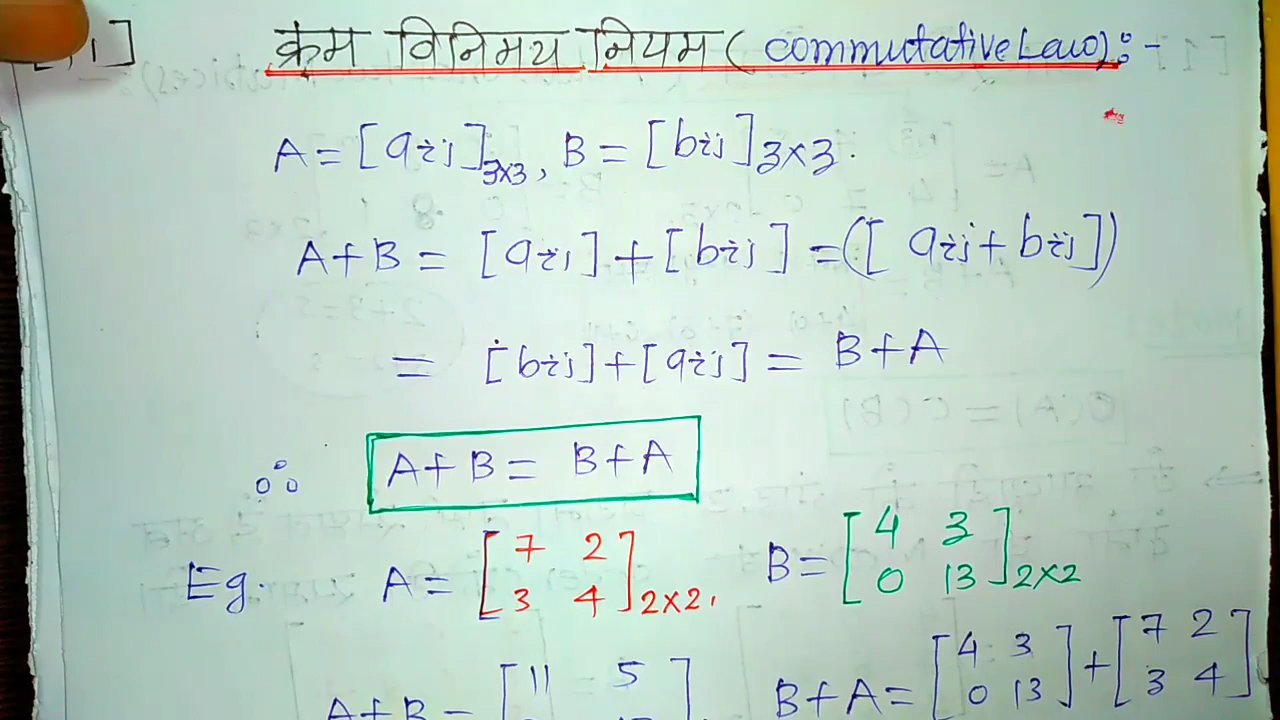 क्रम विनिमय नियम ( commutative Law) :-
A = [aij]3×3, B = [bij]3×3.
A+B = [aij] + [bij] = ([aij + bij])
= [bij] + [aij] = B+A
∴ A+B = B+A
Eg. A = [7 2
3 4]2×2, B = [4 3
0 13]2×2
A+B = [11 5
B+A = [4 3
0 13] + [7 2
3 4]